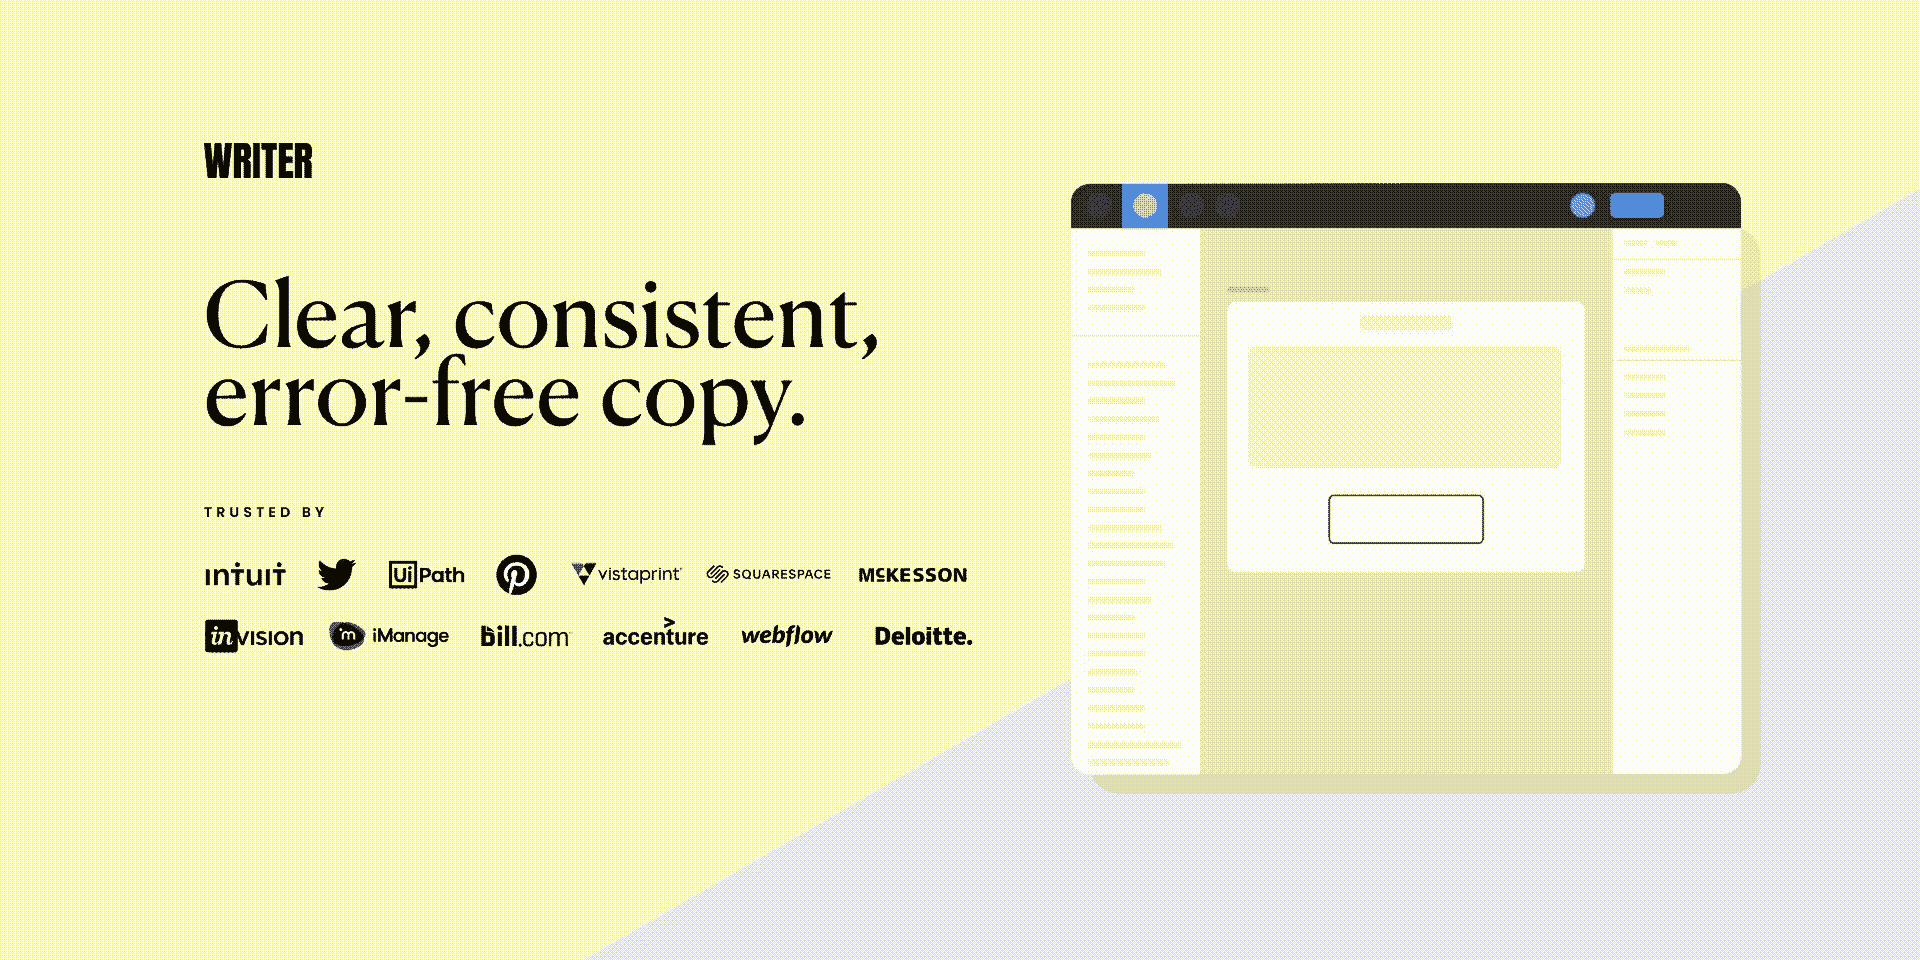 WRITER
Clear, consistent,
error-free copy.
TRUSTED BY
intuit UiPath vistaprint SQUARESPACE MCKESSON
inVISION im iManage bill.com accenture webflow Deloitte.